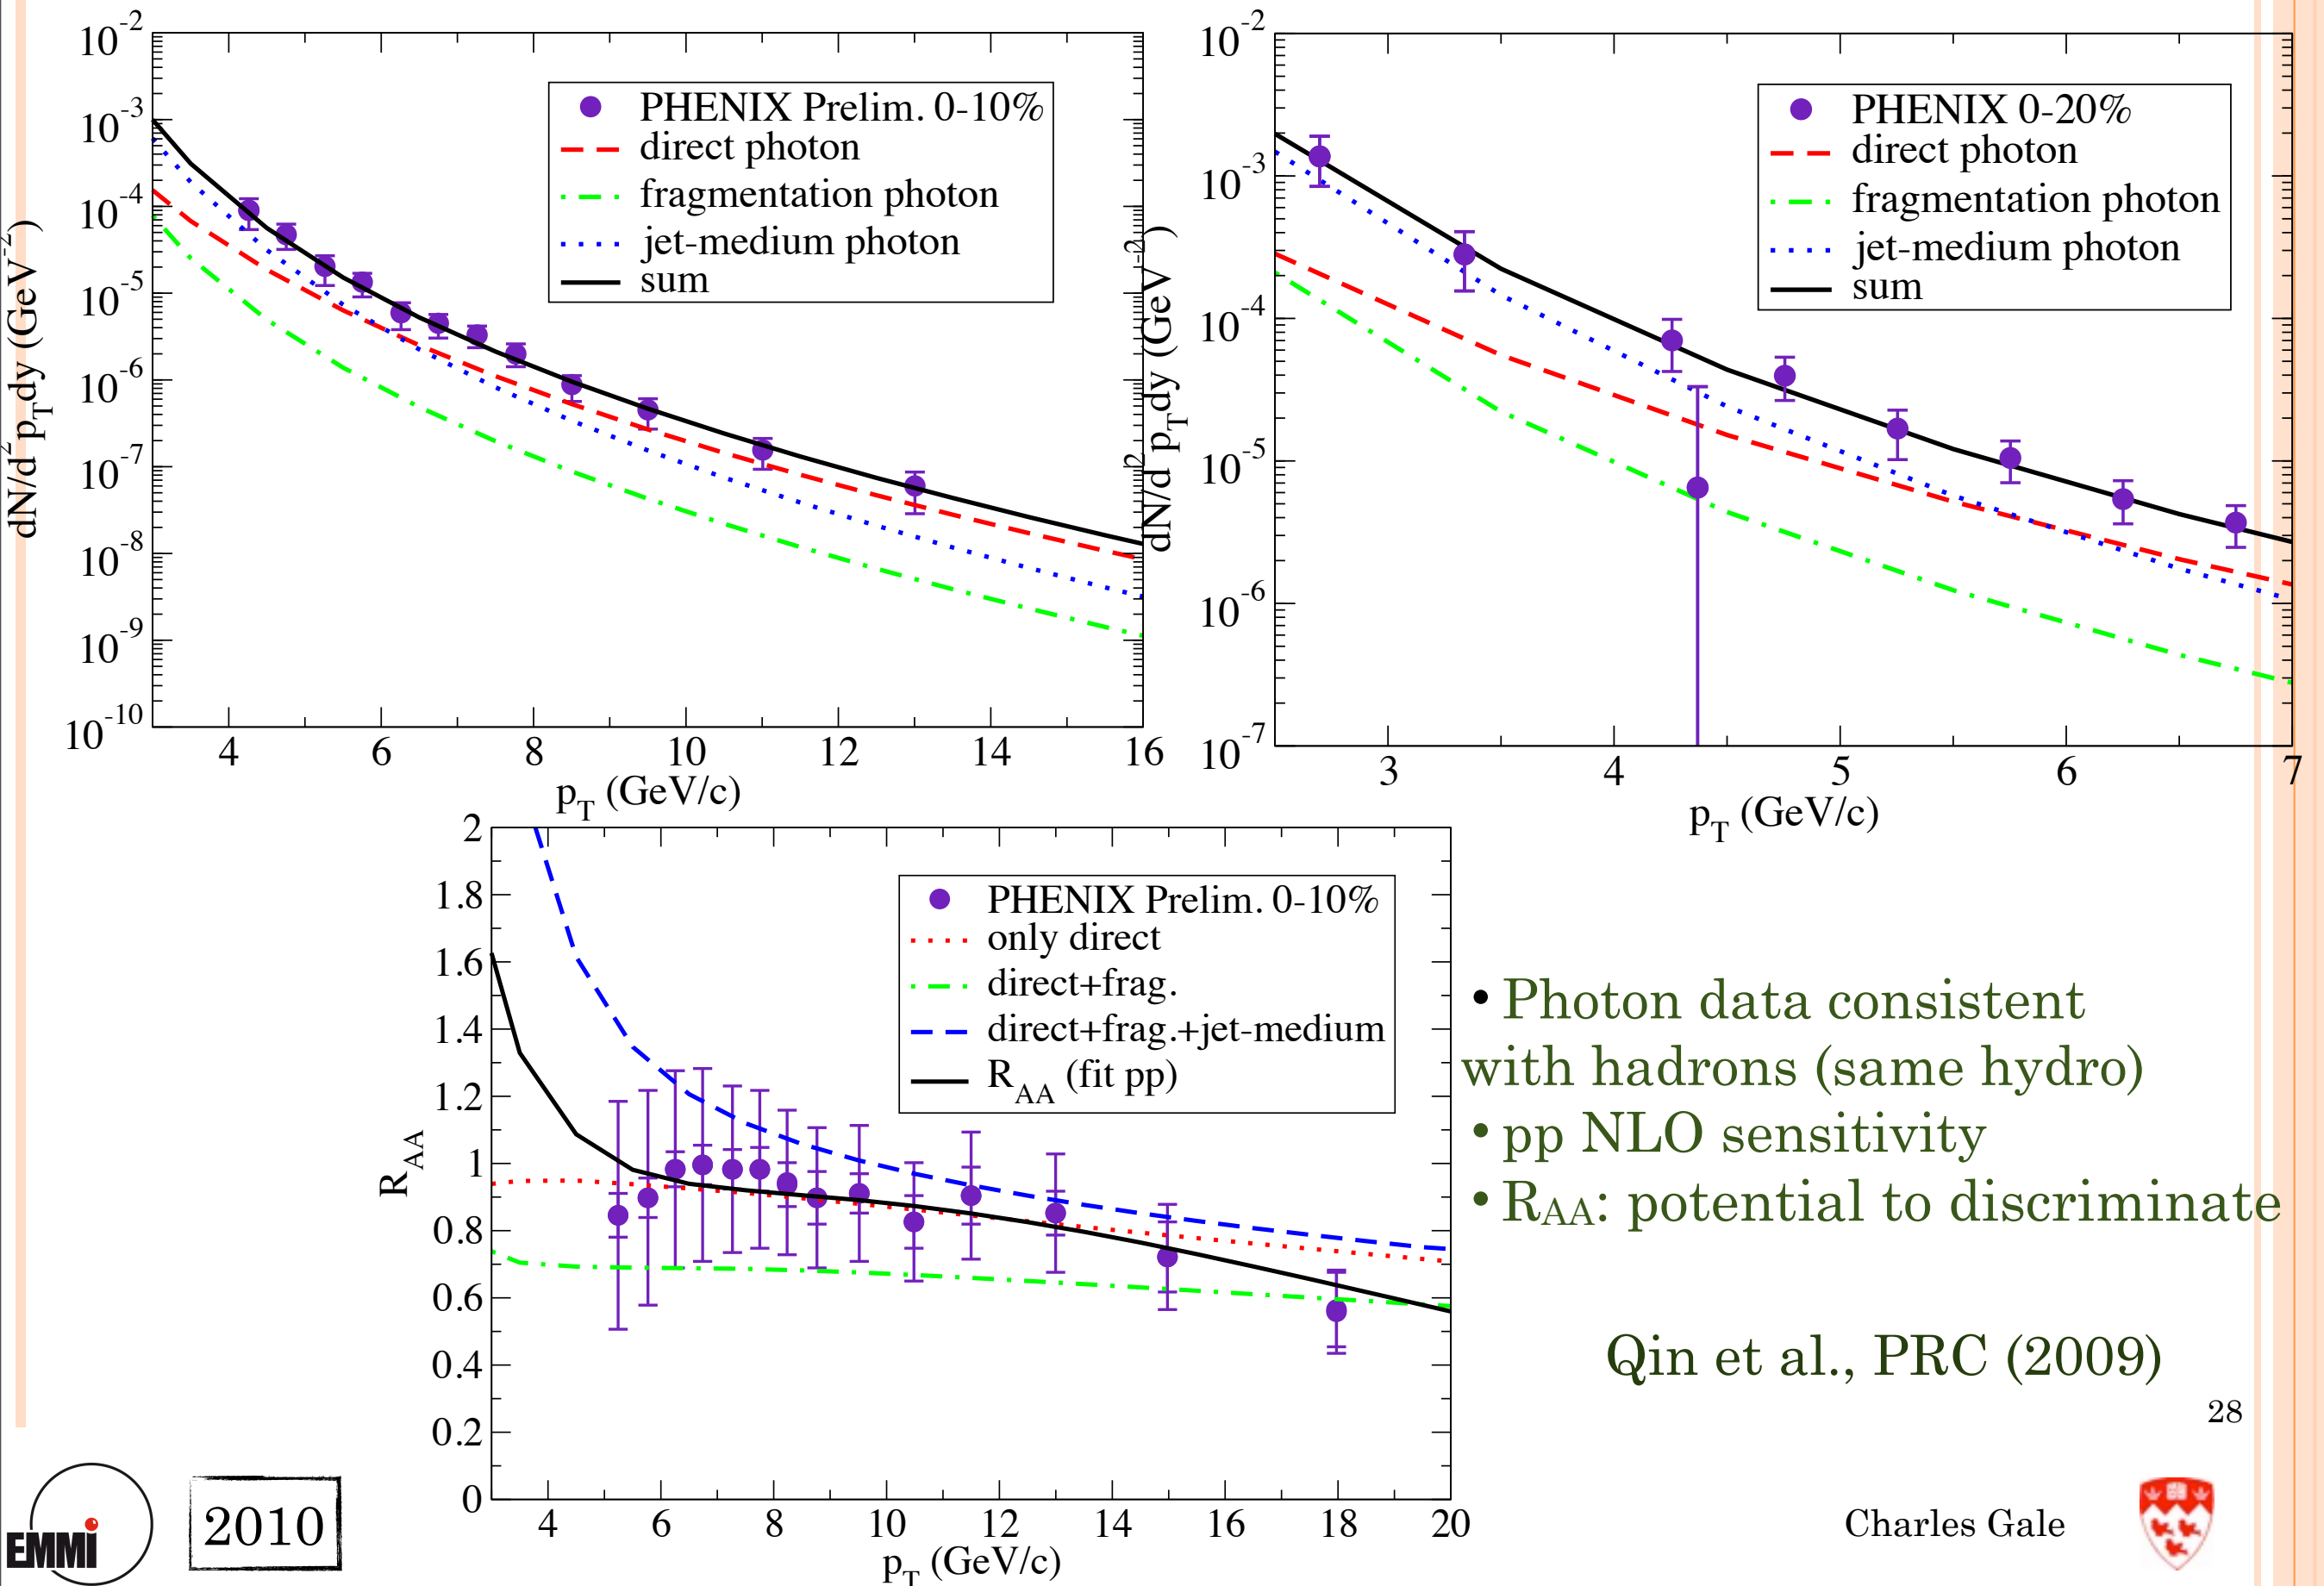 10^-2
10^-3
10^-4
10^-5
10^-6
10^-7
10^-8
10^-9
10^-10
dN/d^2p_Tdy (GeV^-2)
PHENIX Prelim. 0-10%
direct photon
fragmentation photon
jet-medium photon
sum
4 6 8 10 12 14 16
p_T (GeV/c)
10^-2
10^-3
10^-4
10^-5
10^-6
10^-7
dN/d^2p_Tdy (GeV^-2)
PHENIX 0-20%
direct photon
fragmentation photon
jet-medium photon
sum
3 4 5 6 7
p_T (GeV/c)
2
1.8
1.6
1.4
1.2
1
0.8
0.6
0.4
0.2
0
R_AA
PHENIX Prelim. 0-10%
only direct
direct+frag.
direct+frag.+jet-medium
R_AA (fit pp)
4 6 8 10 12 14 16 18 20
p_T (GeV/c)
• Photon data consistent
with hadrons (same hydro)
• pp NLO sensitivity
• R_AA: potential to discriminate
Qin et al., PRC (2009)
28
EMMi
2010
Charles Gale